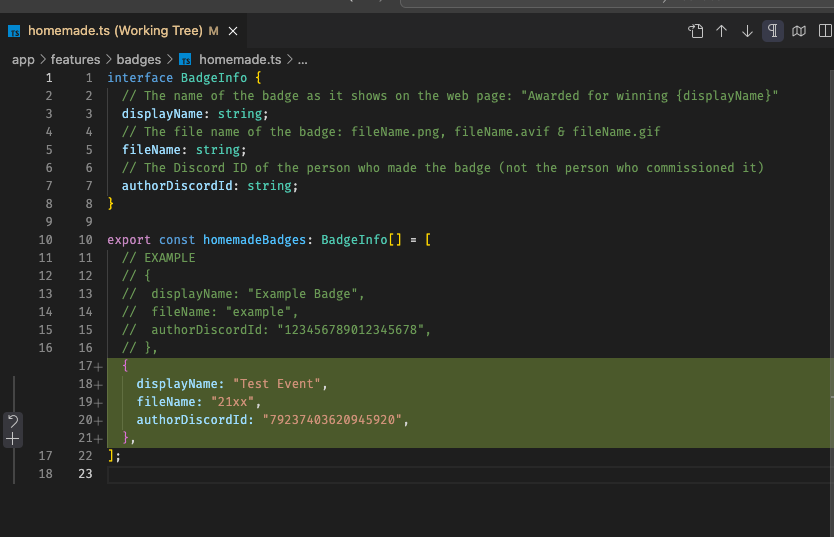 homemade.ts (Working Tree) M
app > features > badges > TS homemade.ts > ...
1 1 interface BadgeInfo {
2 2 // The name of the badge as it shows on the web page: "Awarded for winning {displayName}"
3 3 displayName: string;
4 4 // The file name of the badge: fileName.png, fileName.avif & fileName.gif
5 5 fileName: string;
6 6 // The Discord ID of the person who made the badge (not the person who commissioned it)
7 7 authorDiscordId: string;
8 8 }
9 9
10 10 export const homemadeBadges: BadgeInfo[] = [
11 11 // EXAMPLE
12 12 // {
13 13 //  displayName: "Example Badge",
14 14 //  fileName: "example",
15 15 //  authorDiscordId: "123456789012345678",
16 16 // },
17+ {
18+ displayName: "Test Event",
19+ fileName: "21xx",
20+ authorDiscordId: "79237403620945920",
21+ },
17 22 ];
18 23